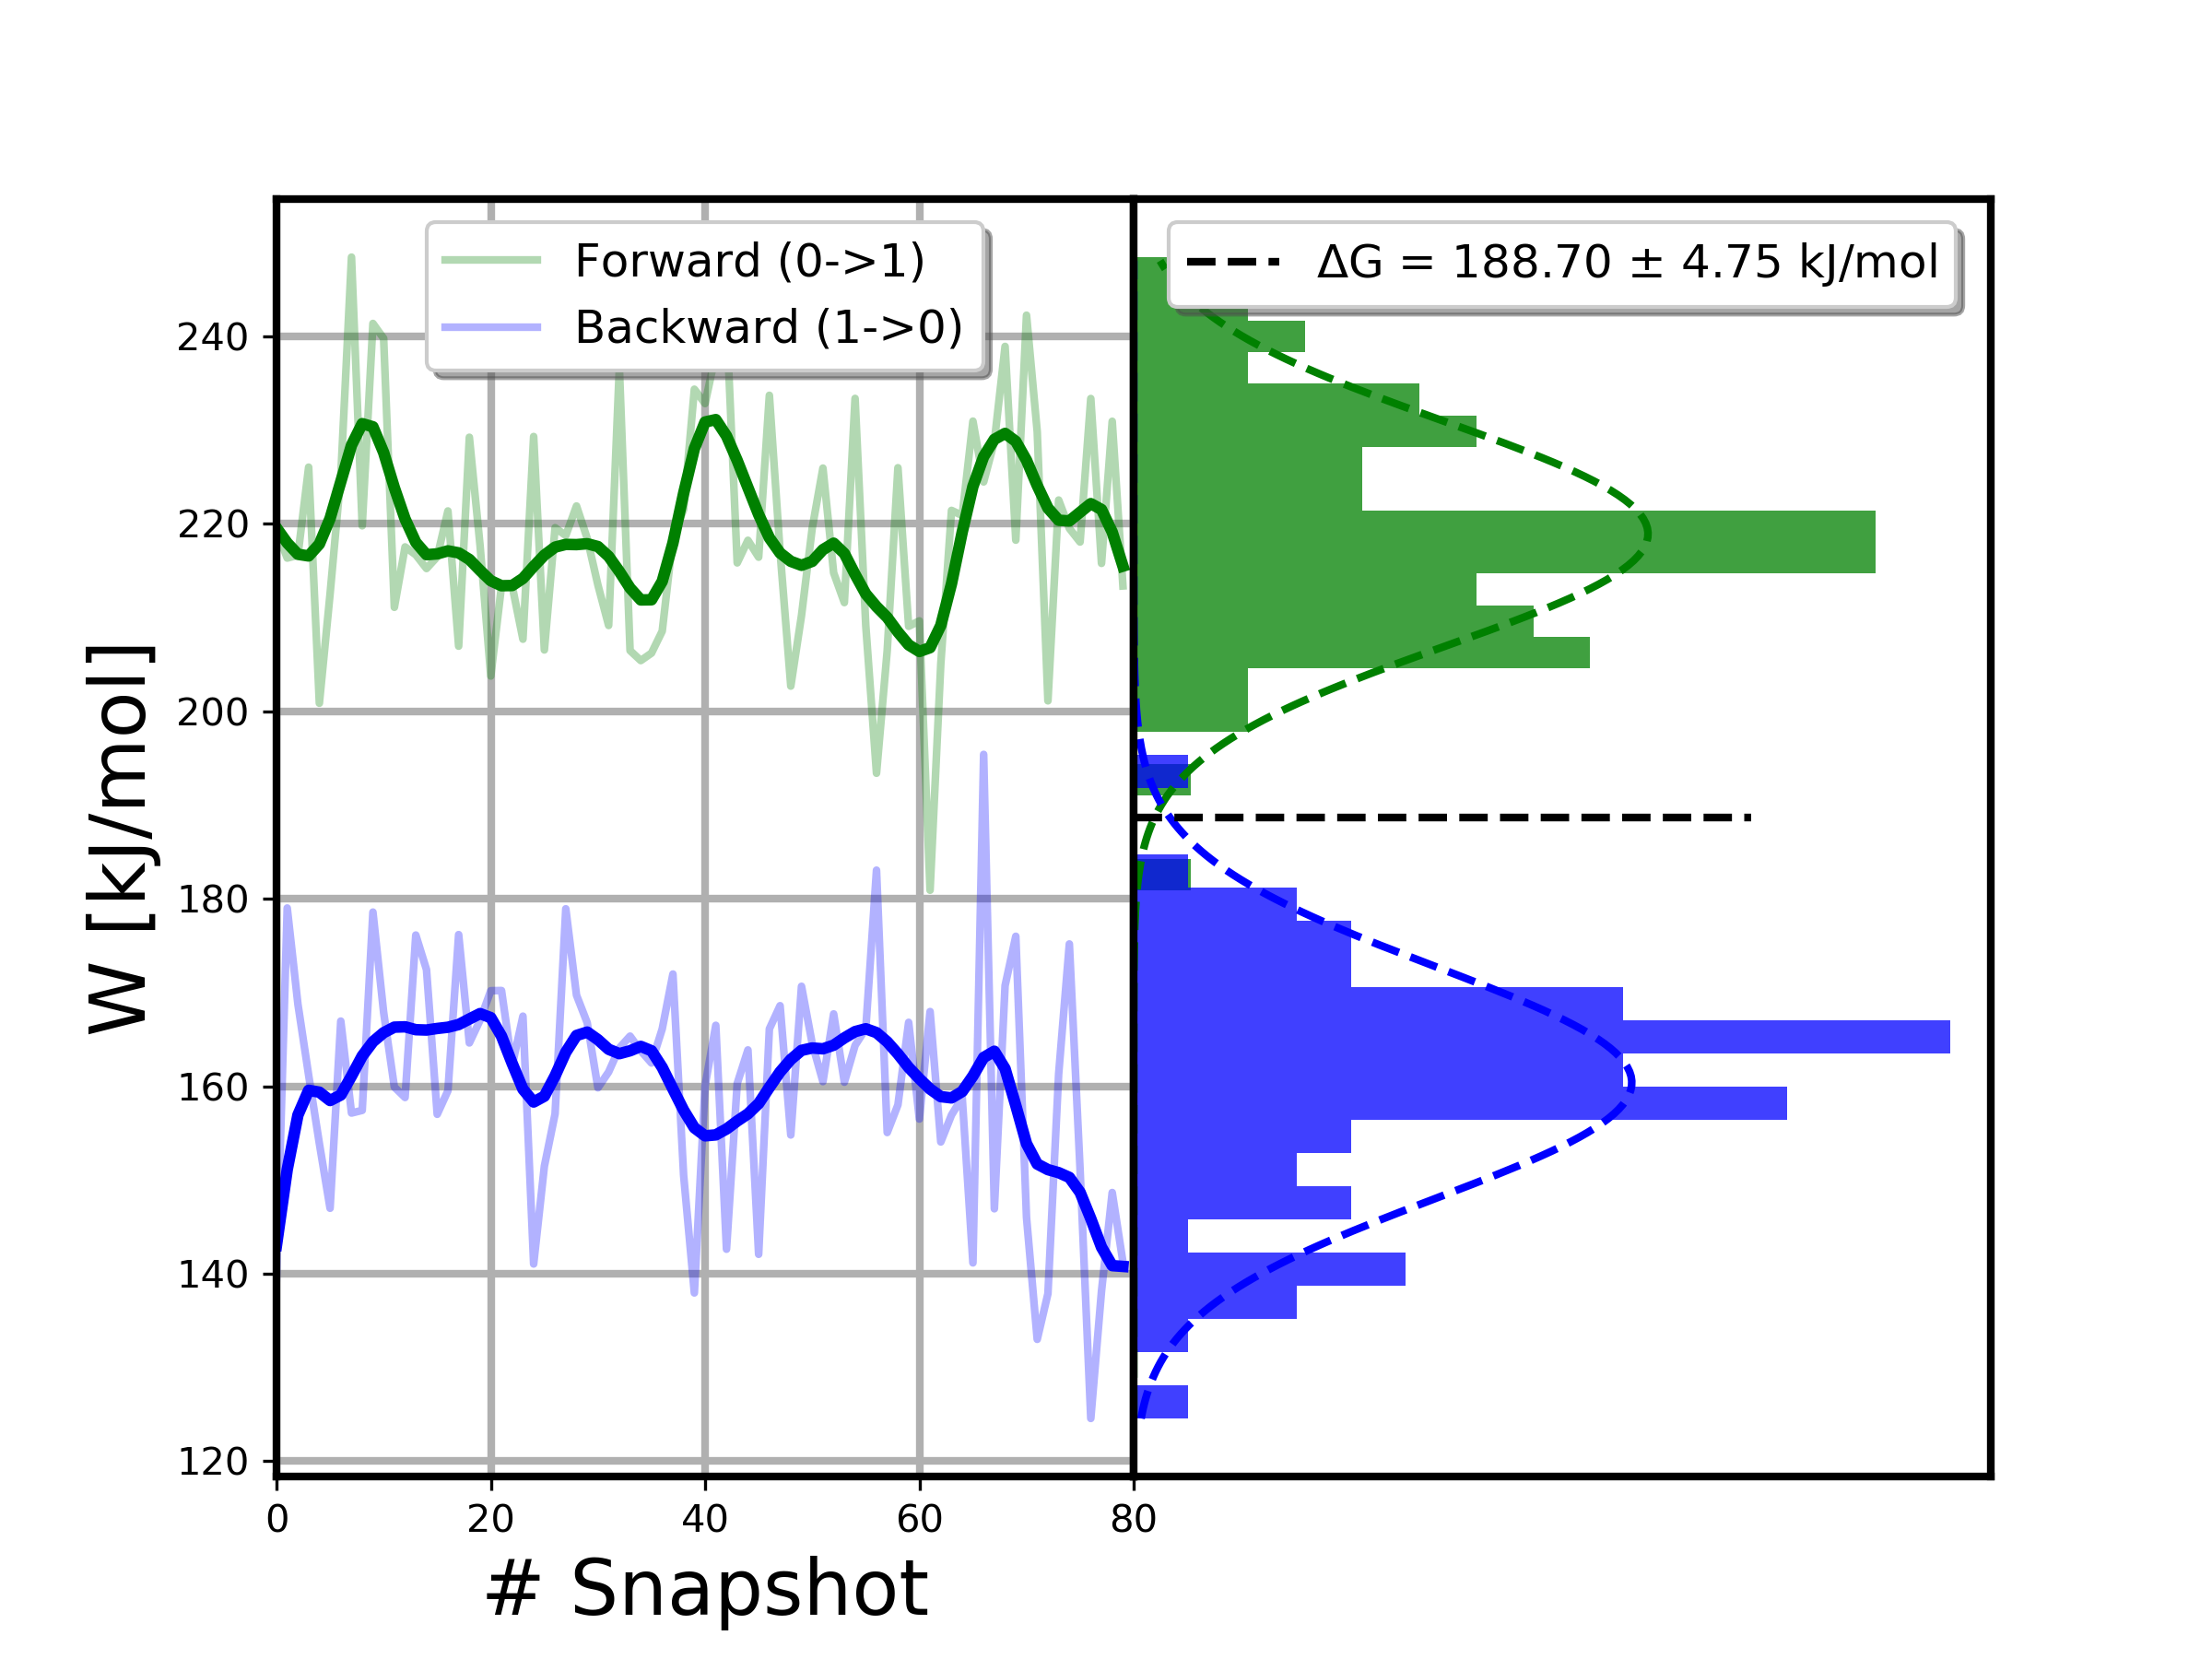 Forward (0->1)
Backward (1->0)
ΔG = 188.70 ± 4.75 kJ/mol
W [kJ/mol]
240
220
200
180
160
140
120
0 20 40 60 80
# Snapshot